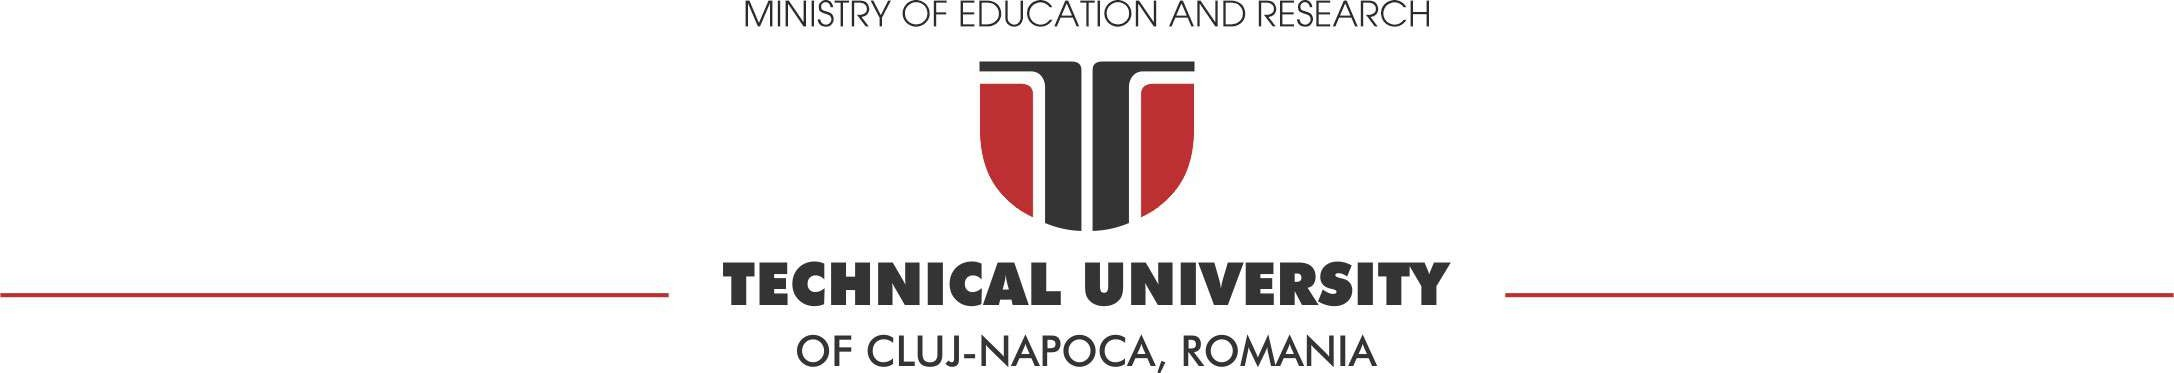 MINISTRY OF EDUCATION AND RESEARCH
TECHNICAL UNIVERSITY
OF CLUJ-NAPOCA, ROMANIA